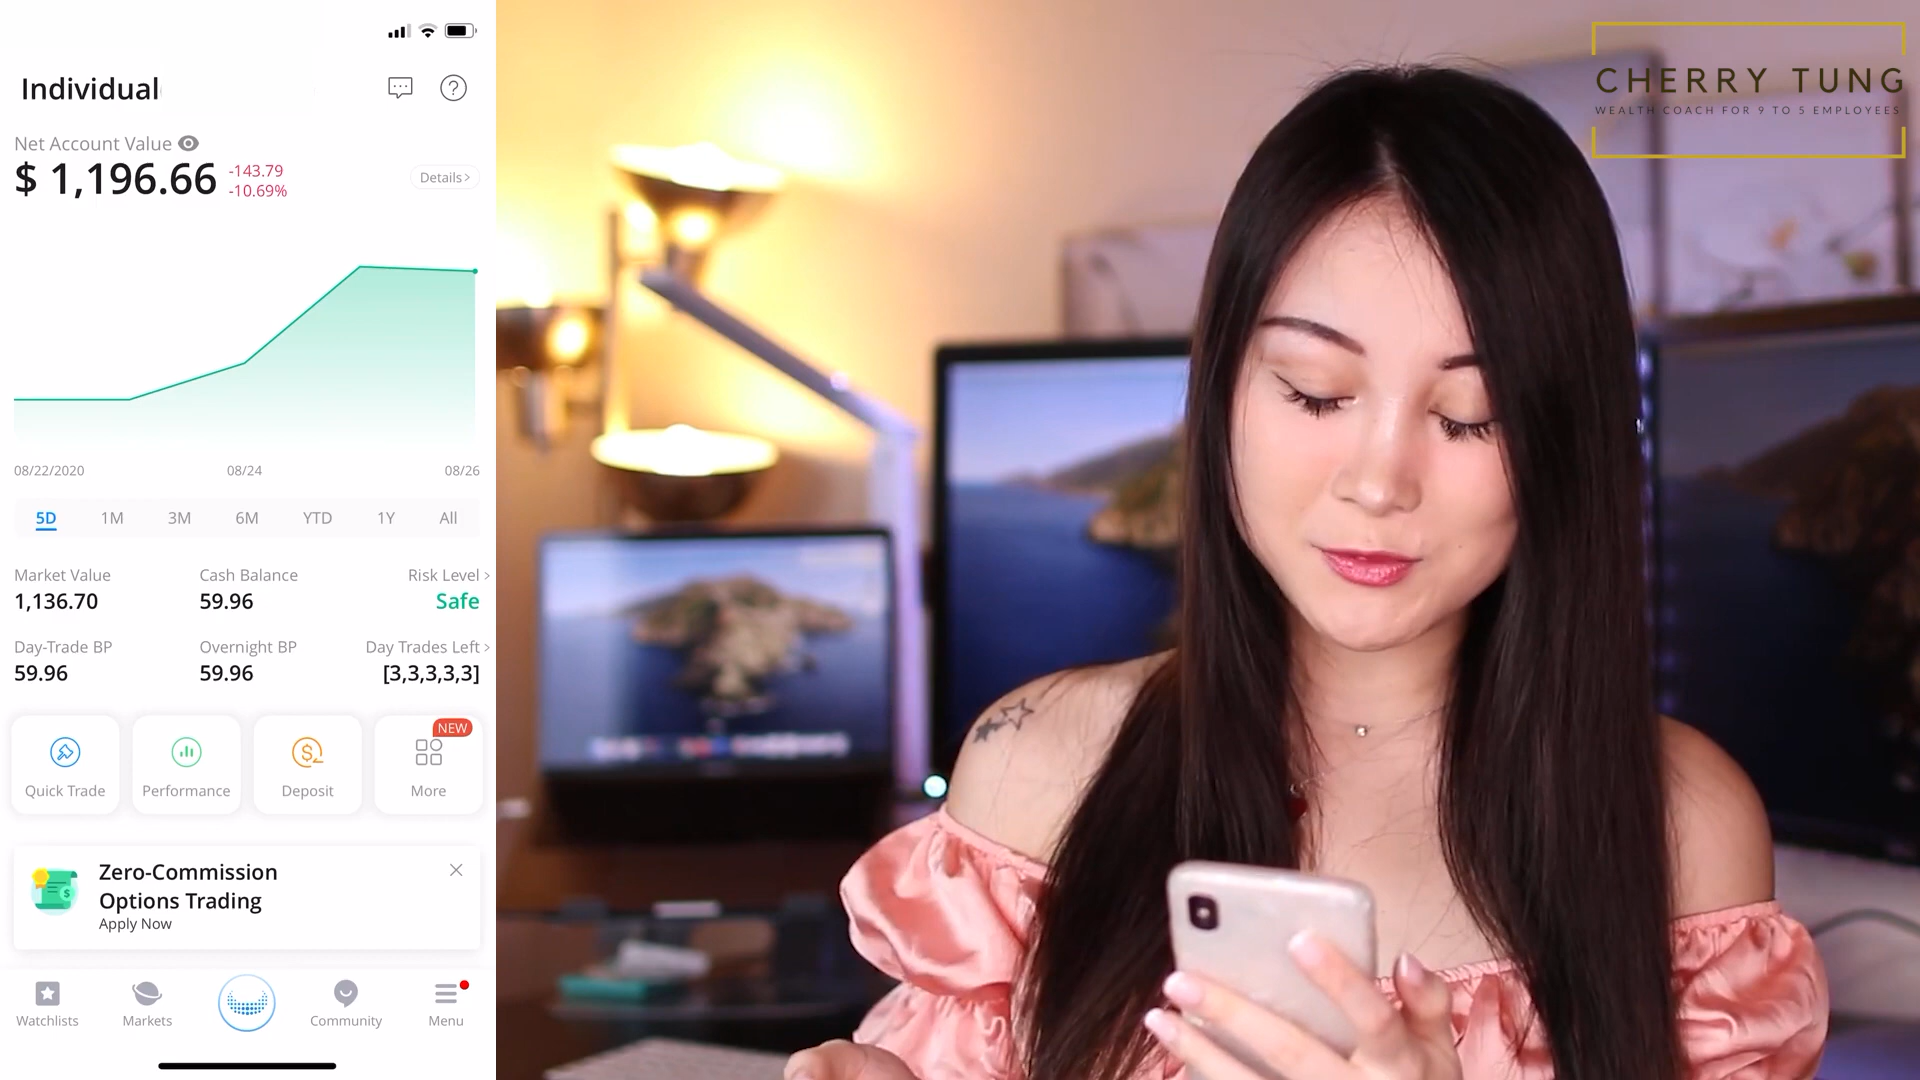 Individual
Net Account Value
$ 1,196.66
-143.79
-10.69%
Details>
08/22/2020 08/24 08/26
5D 1M 3M 6M YTD 1Y All
Market Value Cash Balance Risk Level >
1,136.70 59.96 Safe
Day-Trade BP Overnight BP Day Trades Left >
59.96 59.96 [3,3,3,3,3]
NEW
Quick Trade Performance Deposit More
Zero-Commission
Options Trading
Apply Now
Watchlists Markets Community Menu
CHERRY TUNG
WEALTH COACH FOR 9 TO 5 EMPLOYEES